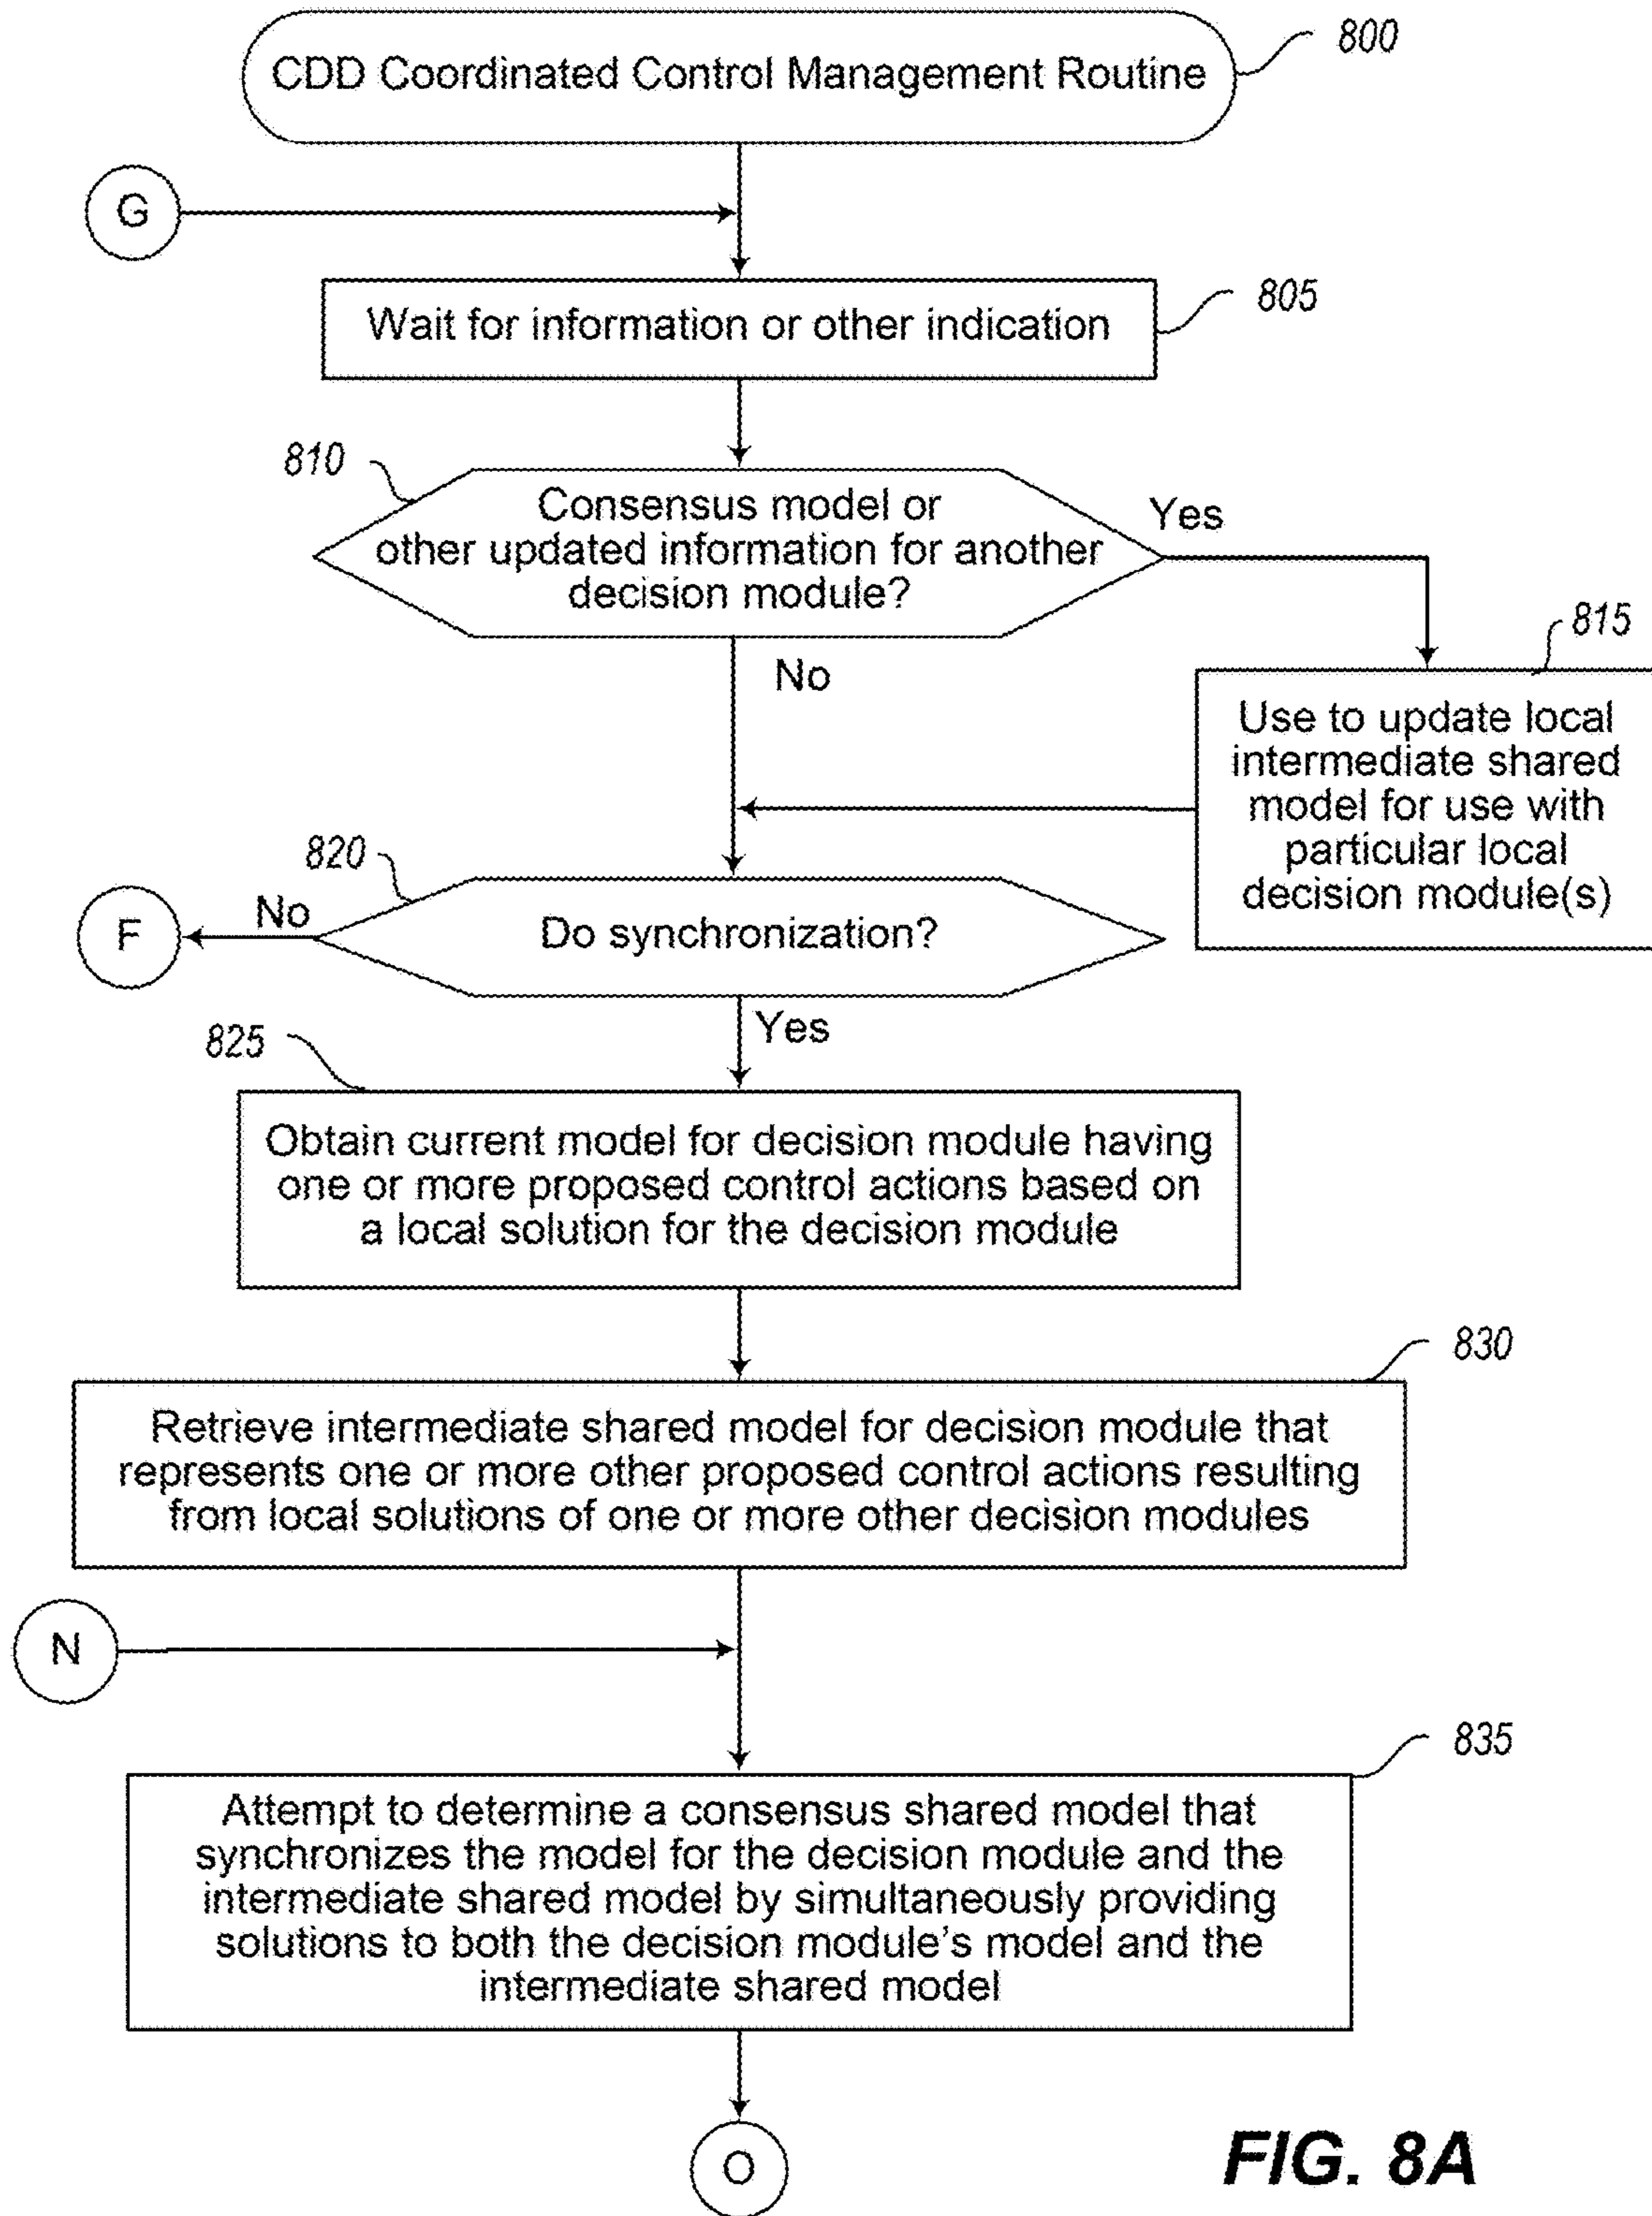 CDD Coordinated Control Management Routine
800
G
Wait for information or other indication
805
810
Consensus model or
other updated information for another
decision module?
Yes
No
815
Use to update local
intermediate shared
model for use with
particular local
decision module(s)
820
F
No
Do synchronization?
Yes
825
Obtain current model for decision module having
one or more proposed control actions based on
a local solution for the decision module
830
Retrieve intermediate shared model for decision module that
represents one or more other proposed control actions resulting
from local solutions of one or more other decision modules
N
835
Attempt to determine a consensus shared model that
synchronizes the model for the decision module and the
intermediate shared model by simultaneously providing
solutions to both the decision module's model and the
intermediate shared model
O
FIG. 8A